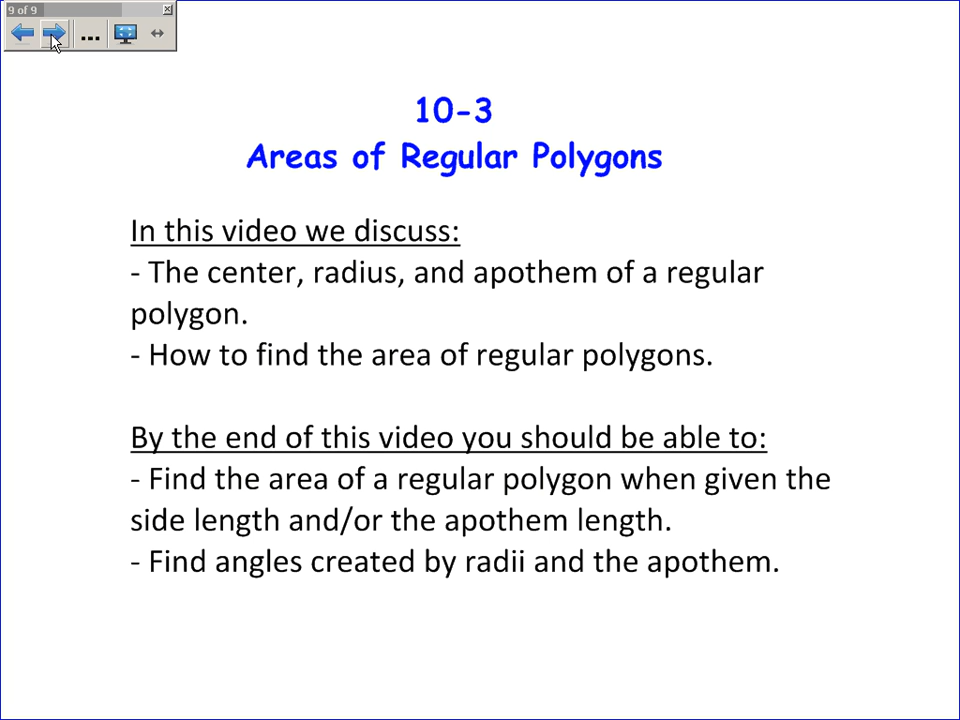 9 of 9
...
10-3
Areas of Regular Polygons
In this video we discuss:
- The center, radius, and apothem of a regular
polygon.
- How to find the area of regular polygons.
By the end of this video you should be able to:
- Find the area of a regular polygon when given the
side length and/or the apothem length.
- Find angles created by radii and the apothem.